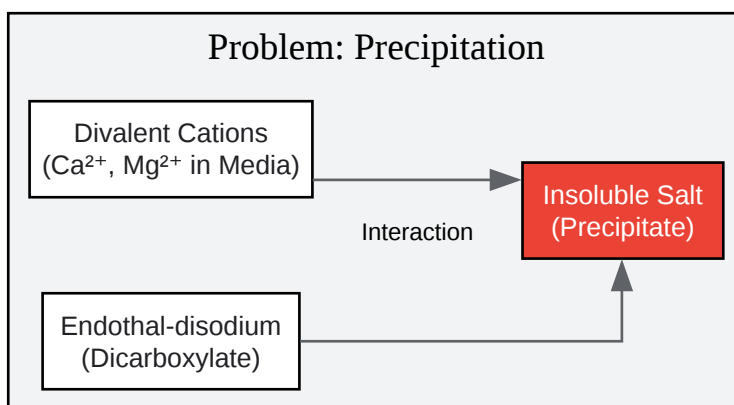 Problem: Precipitation
Divalent Cations
(Ca²⁺, Mg²⁺ in Media)
Insoluble Salt
(Precipitate)
Interaction
Endothal-disodium
(Dicarboxylate)